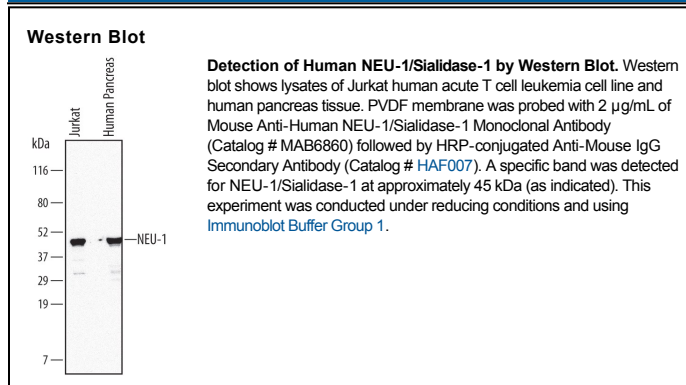 Western Blot
Jurkat
Human Pancreas
kDa
116
80
52
37
29
19
7
NEU-1
Detection of Human NEU-1/Sialidase-1 by Western Blot. Western
blot shows lysates of Jurkat human acute T cell leukemia cell line and
human pancreas tissue. PVDF membrane was probed with 2 µg/mL of
Mouse Anti-Human NEU-1/Sialidase-1 Monoclonal Antibody
(Catalog # MAB6860) followed by HRP-conjugated Anti-Mouse IgG
Secondary Antibody (Catalog # HAF007). A specific band was detected
for NEU-1/Sialidase-1 at approximately 45 kDa (as indicated). This
experiment was conducted under reducing conditions and using
Immunoblot Buffer Group 1.